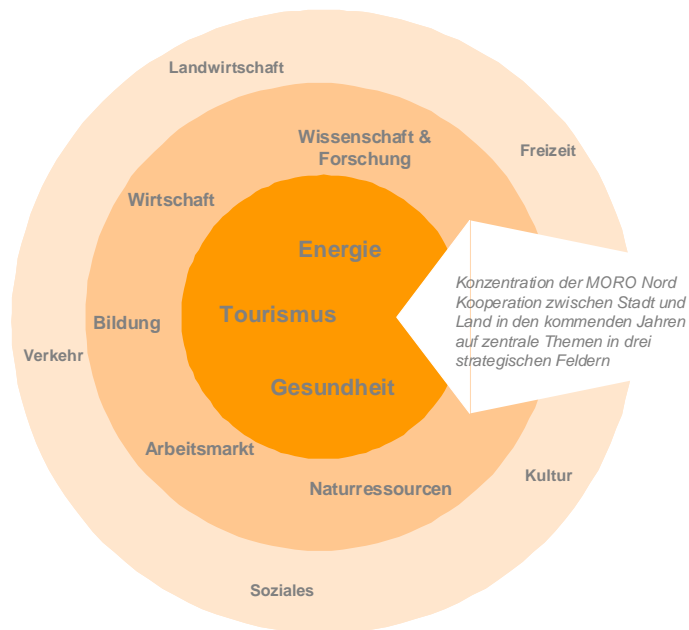 Landwirtschaft
Wissenschaft &
Forschung
Freizeit
Wirtschaft
Energie
Konzentration der MORO Nord
Kooperation zwischen Stadt und
Land in den kommenden Jahren
auf zentrale Themen in drei
strategischen Feldern
Tourismus
Bildung
Verkehr
Gesundheit
Arbeitsmarkt
Kultur
Naturressourcen
Soziales